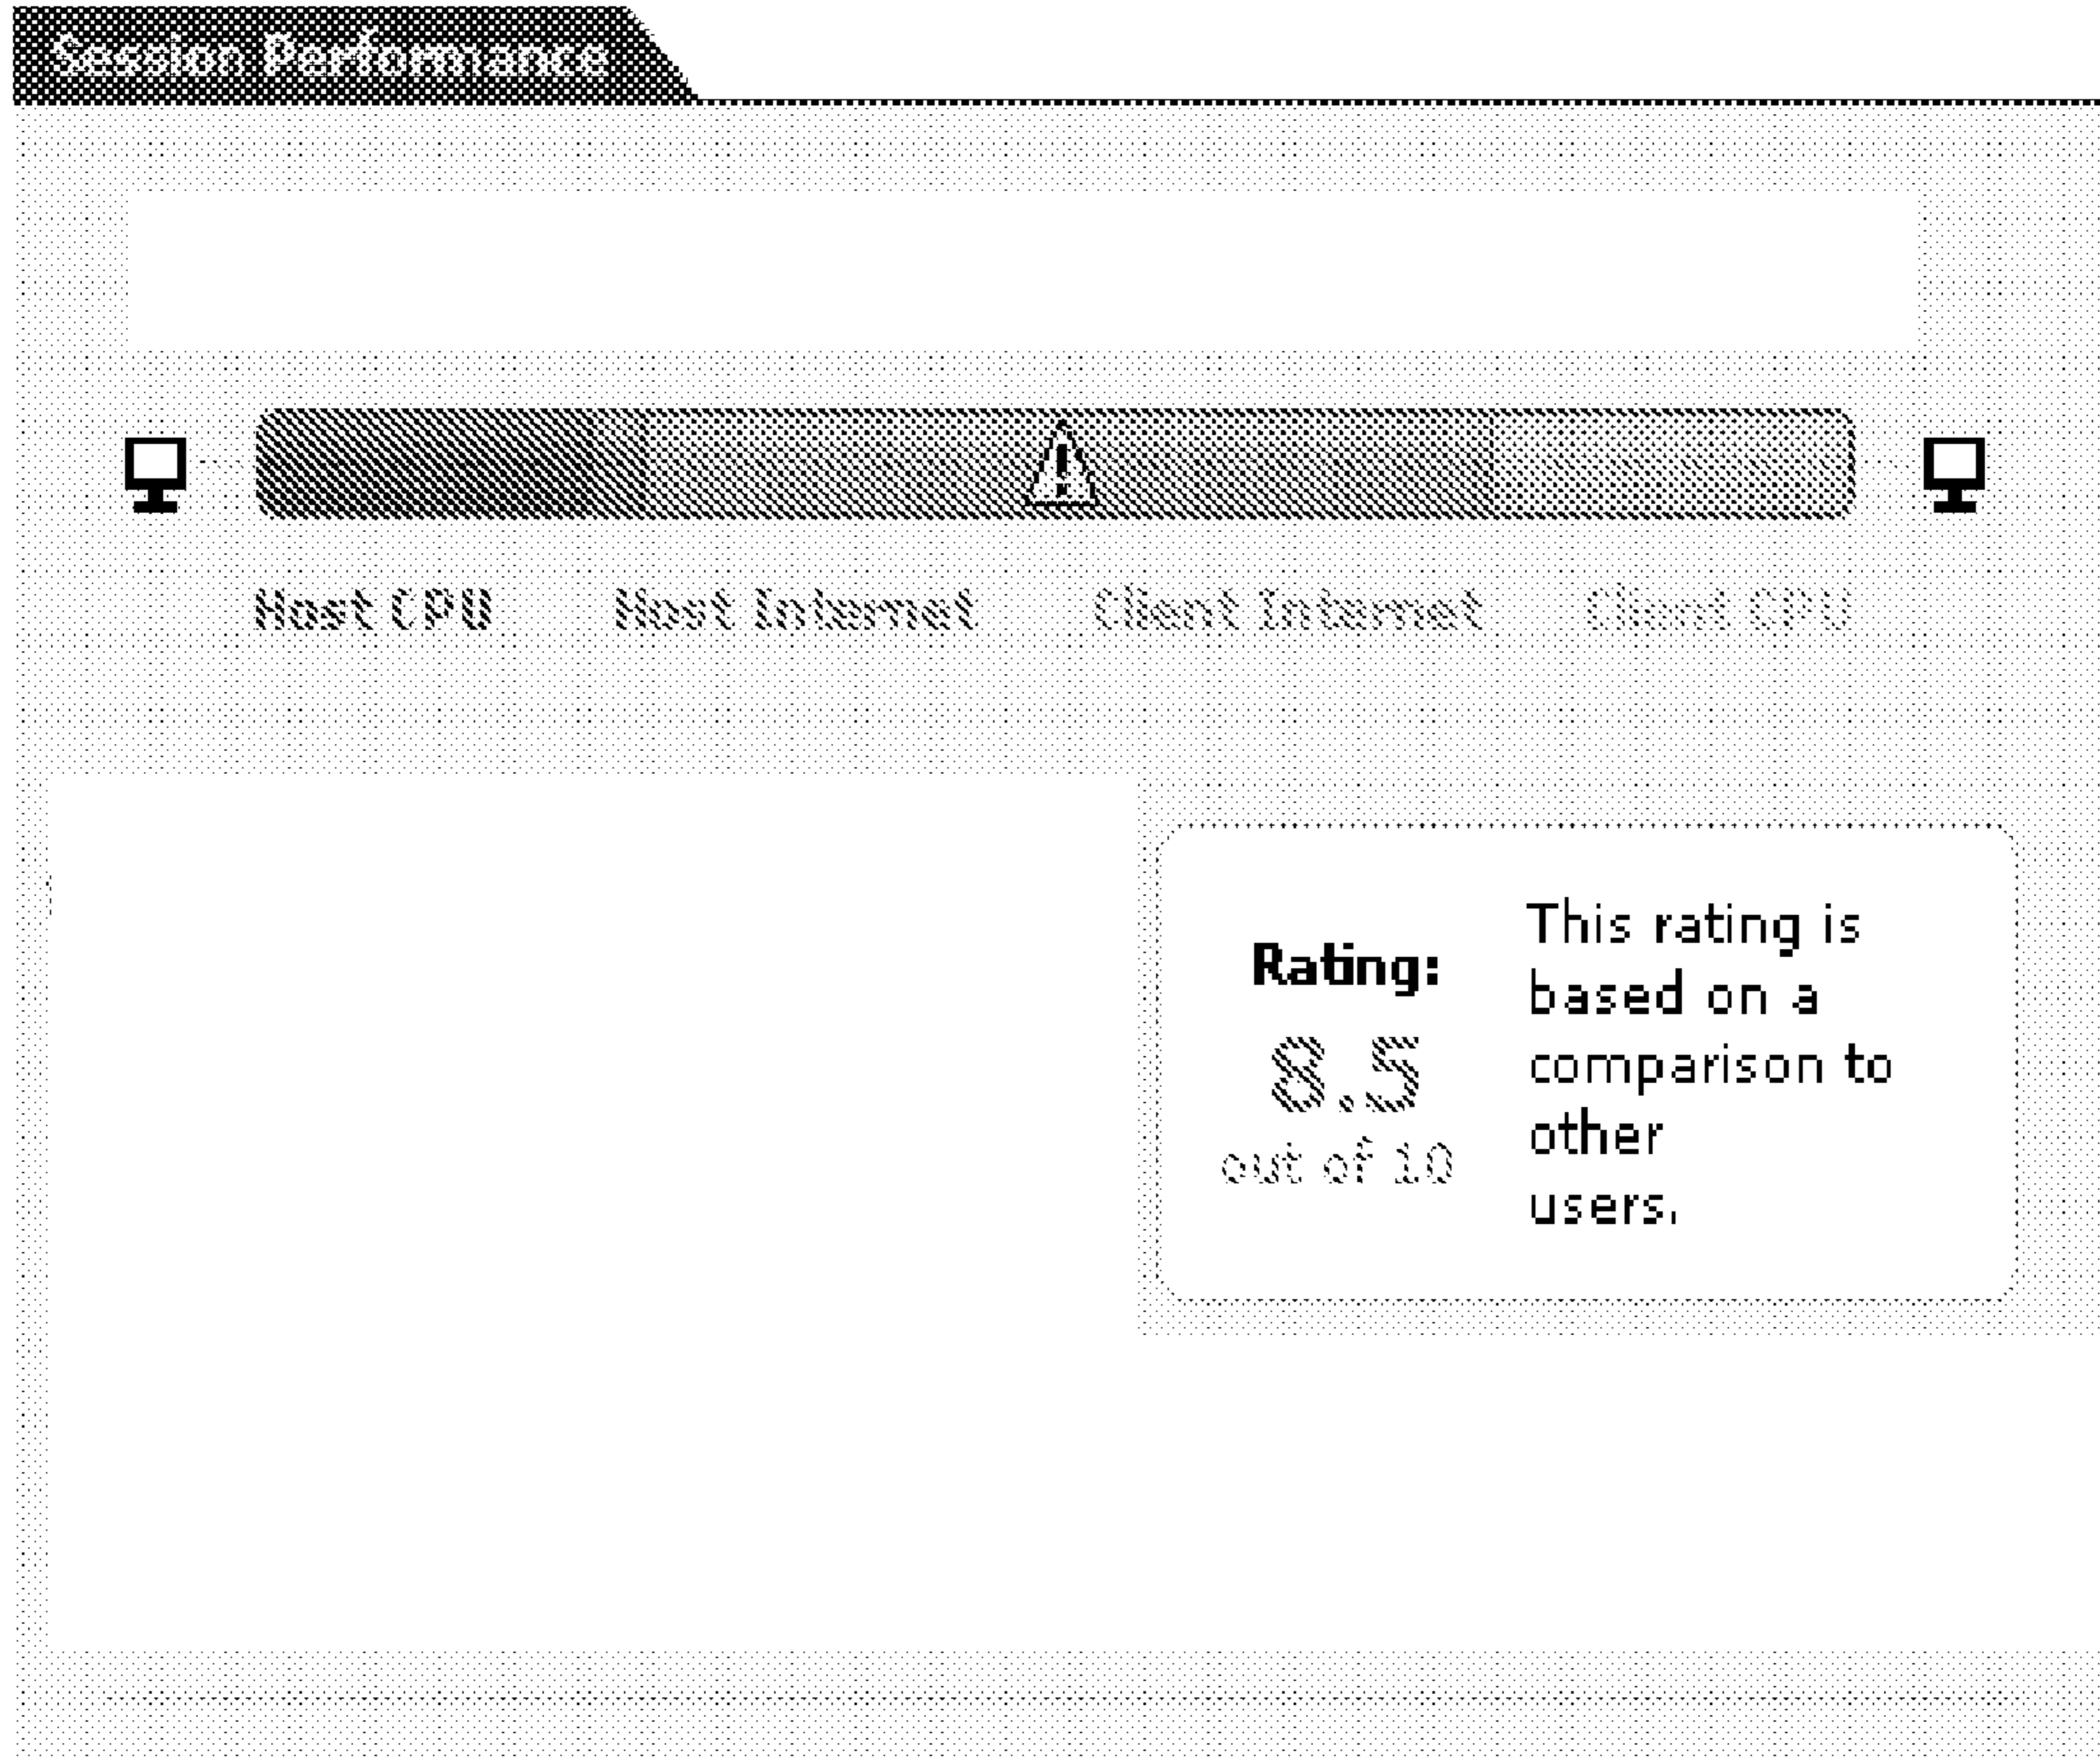 Session Performance
Host CPU Host Internet Client Internet Client CPU
Rating:
8.5
out of 10
This rating is
based on a
comparison to
other
users.